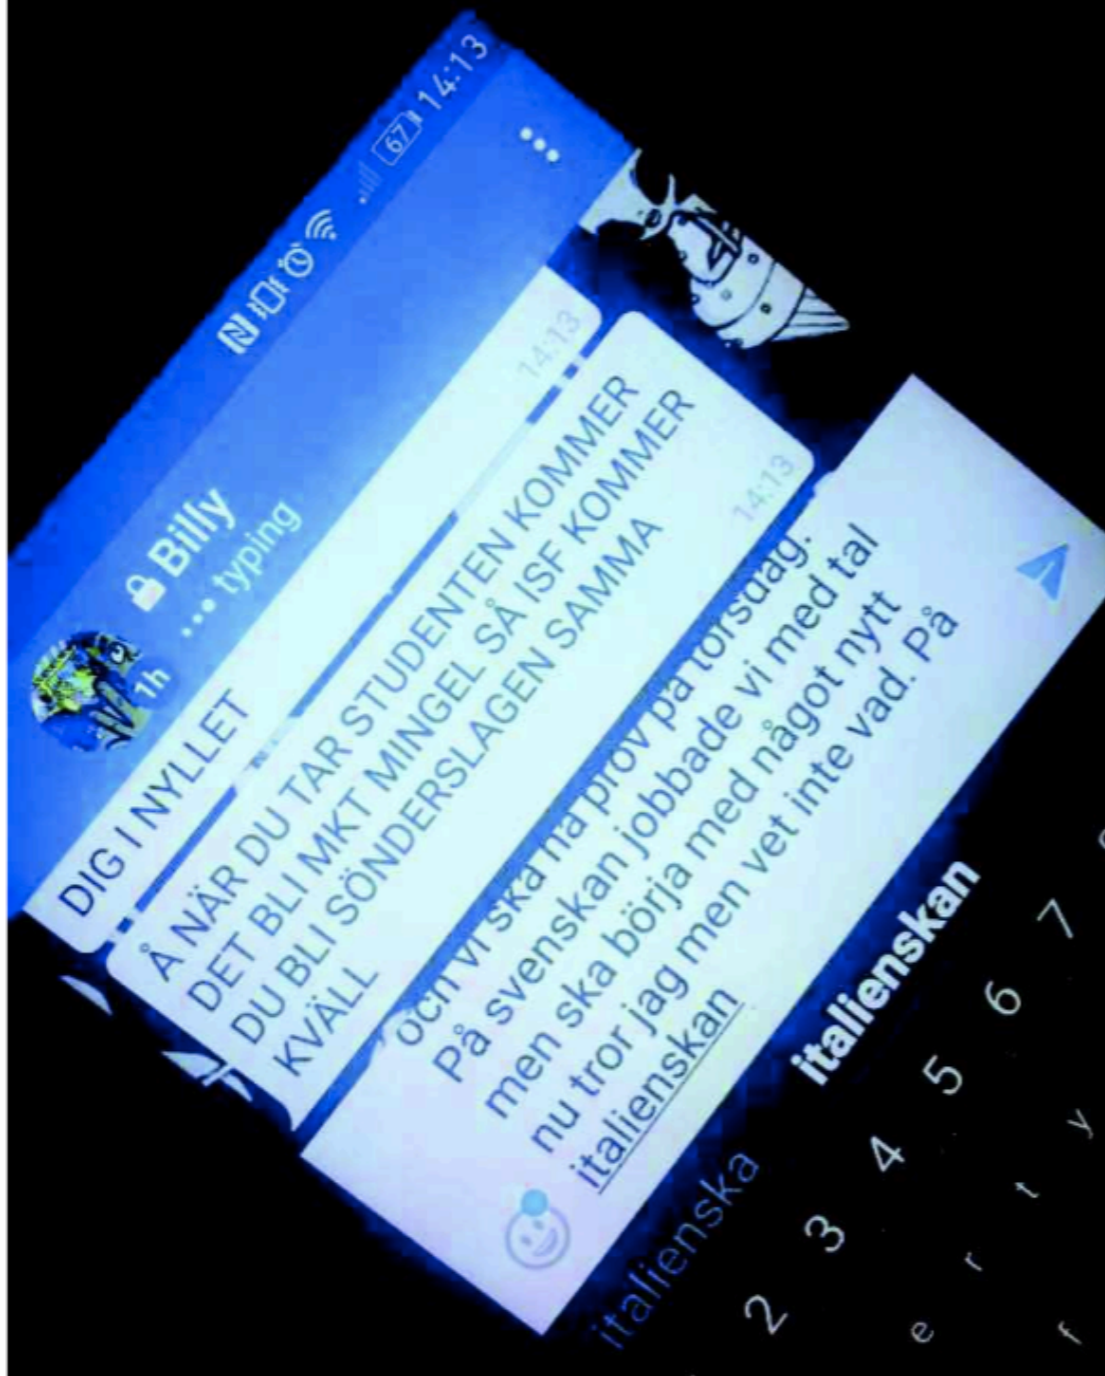 67 14:13
Billy
... typing
1h
DIG I NYLLET
14:13
Å NÄR DU TAR STUDENTEN KOMMER
DET BLI MKT MINGEL SÅ ISF KOMMER
DU BLI SÖNDERSLAGEN SAMMA
KVÄLL
14:13
och vi ska ha prov på torsdag.
På svenskan jobbade vi med tal
men ska börja med något nytt
nu tror jag men vet inte vad. På
italienskan
italienska italienskan
2 3 4 5 6 7
e r t y
f